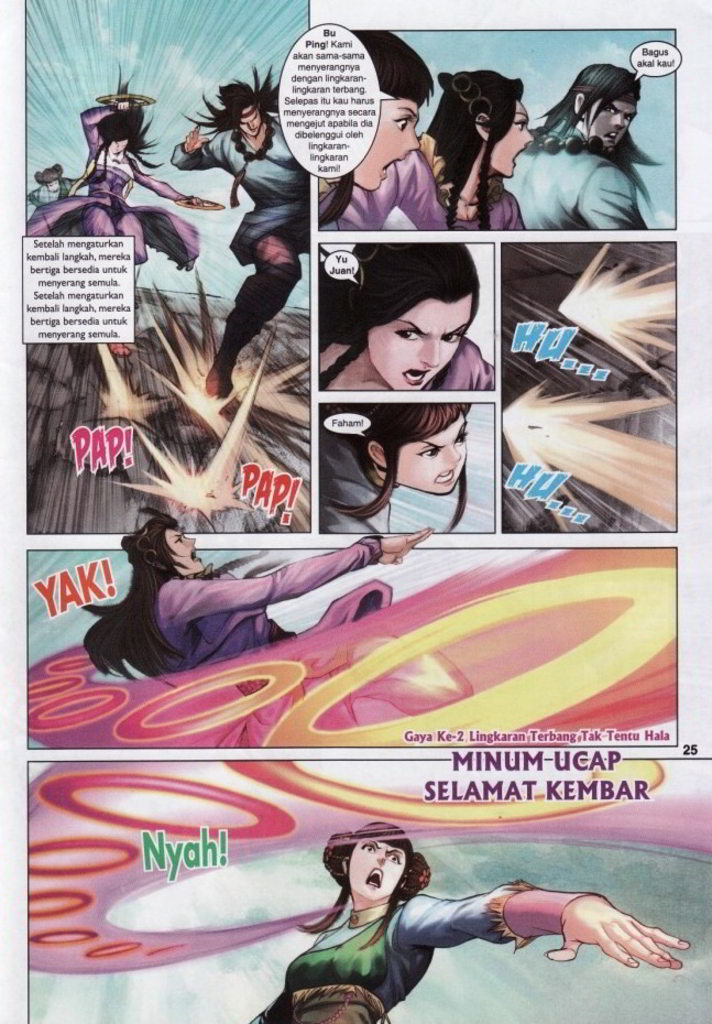 Setelah mengaturkan
kembali langkah, mereka
bertiga bersedia untuk
menyerang semula.
Setelah mengaturkan
kembali langkah, mereka
bertiga bersedia untuk
menyerang semula.
PAP!
PAP!
Bu
Ping! Kami
akan sama-sama
menyerangnya
dengan lingkaran-
lingkaran terbang.
Selepas itu kau harus
menyerangnya secara
mengejut apabila dia
dibelenggui oleh
lingkaran-
lingkaran
kami!
Bagus
akal kau!
Yu
Juan!
Faham!
HU...
HU...
YAK!
Gaya Ke-2 Lingkaran Terbang Tak Tentu Hala
25
MINUM UCAP
SELAMAT KEMBAR
Nyah!